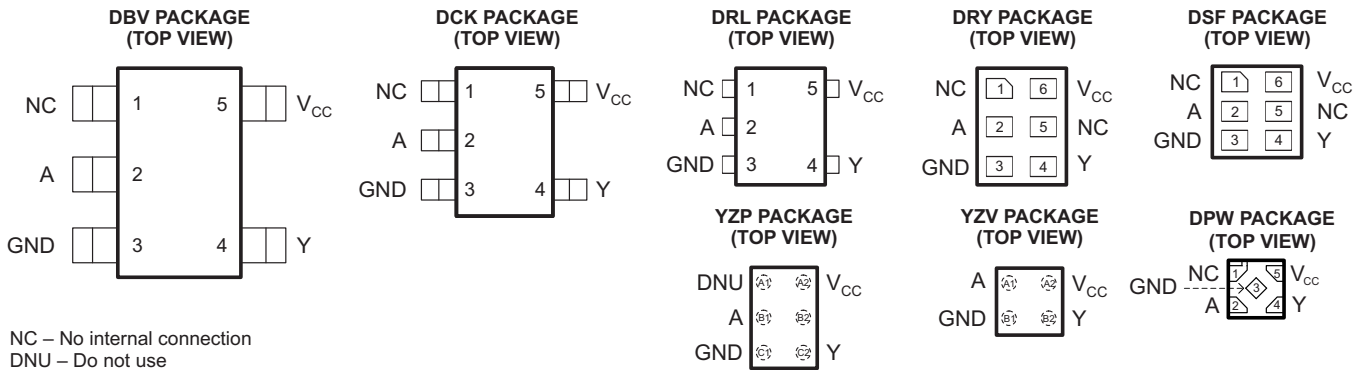 DBV PACKAGE
(TOP VIEW)
NC 1 5 VCC
A 2
GND 3 4 Y
DCK PACKAGE
(TOP VIEW)
NC 1 5 VCC
A 2
GND 3 4 Y
DRL PACKAGE
(TOP VIEW)
NC 1 5 VCC
A 2
GND 3 4 Y
DRY PACKAGE
(TOP VIEW)
NC 1 6 VCC
A 2 5 NC
GND 3 4 Y
DSF PACKAGE
(TOP VIEW)
NC 1 6 VCC
A 2 5 NC
GND 3 4 Y
YZP PACKAGE
(TOP VIEW)
DNU A1 A2 VCC
A B1 B2
GND C1 C2 Y
YZV PACKAGE
(TOP VIEW)
A A1 A2 VCC
GND B1 B2 Y
DPW PACKAGE
(TOP VIEW)
NC 1 5 VCC
GND 3
A 2 4 Y
NC – No internal connection
DNU – Do not use